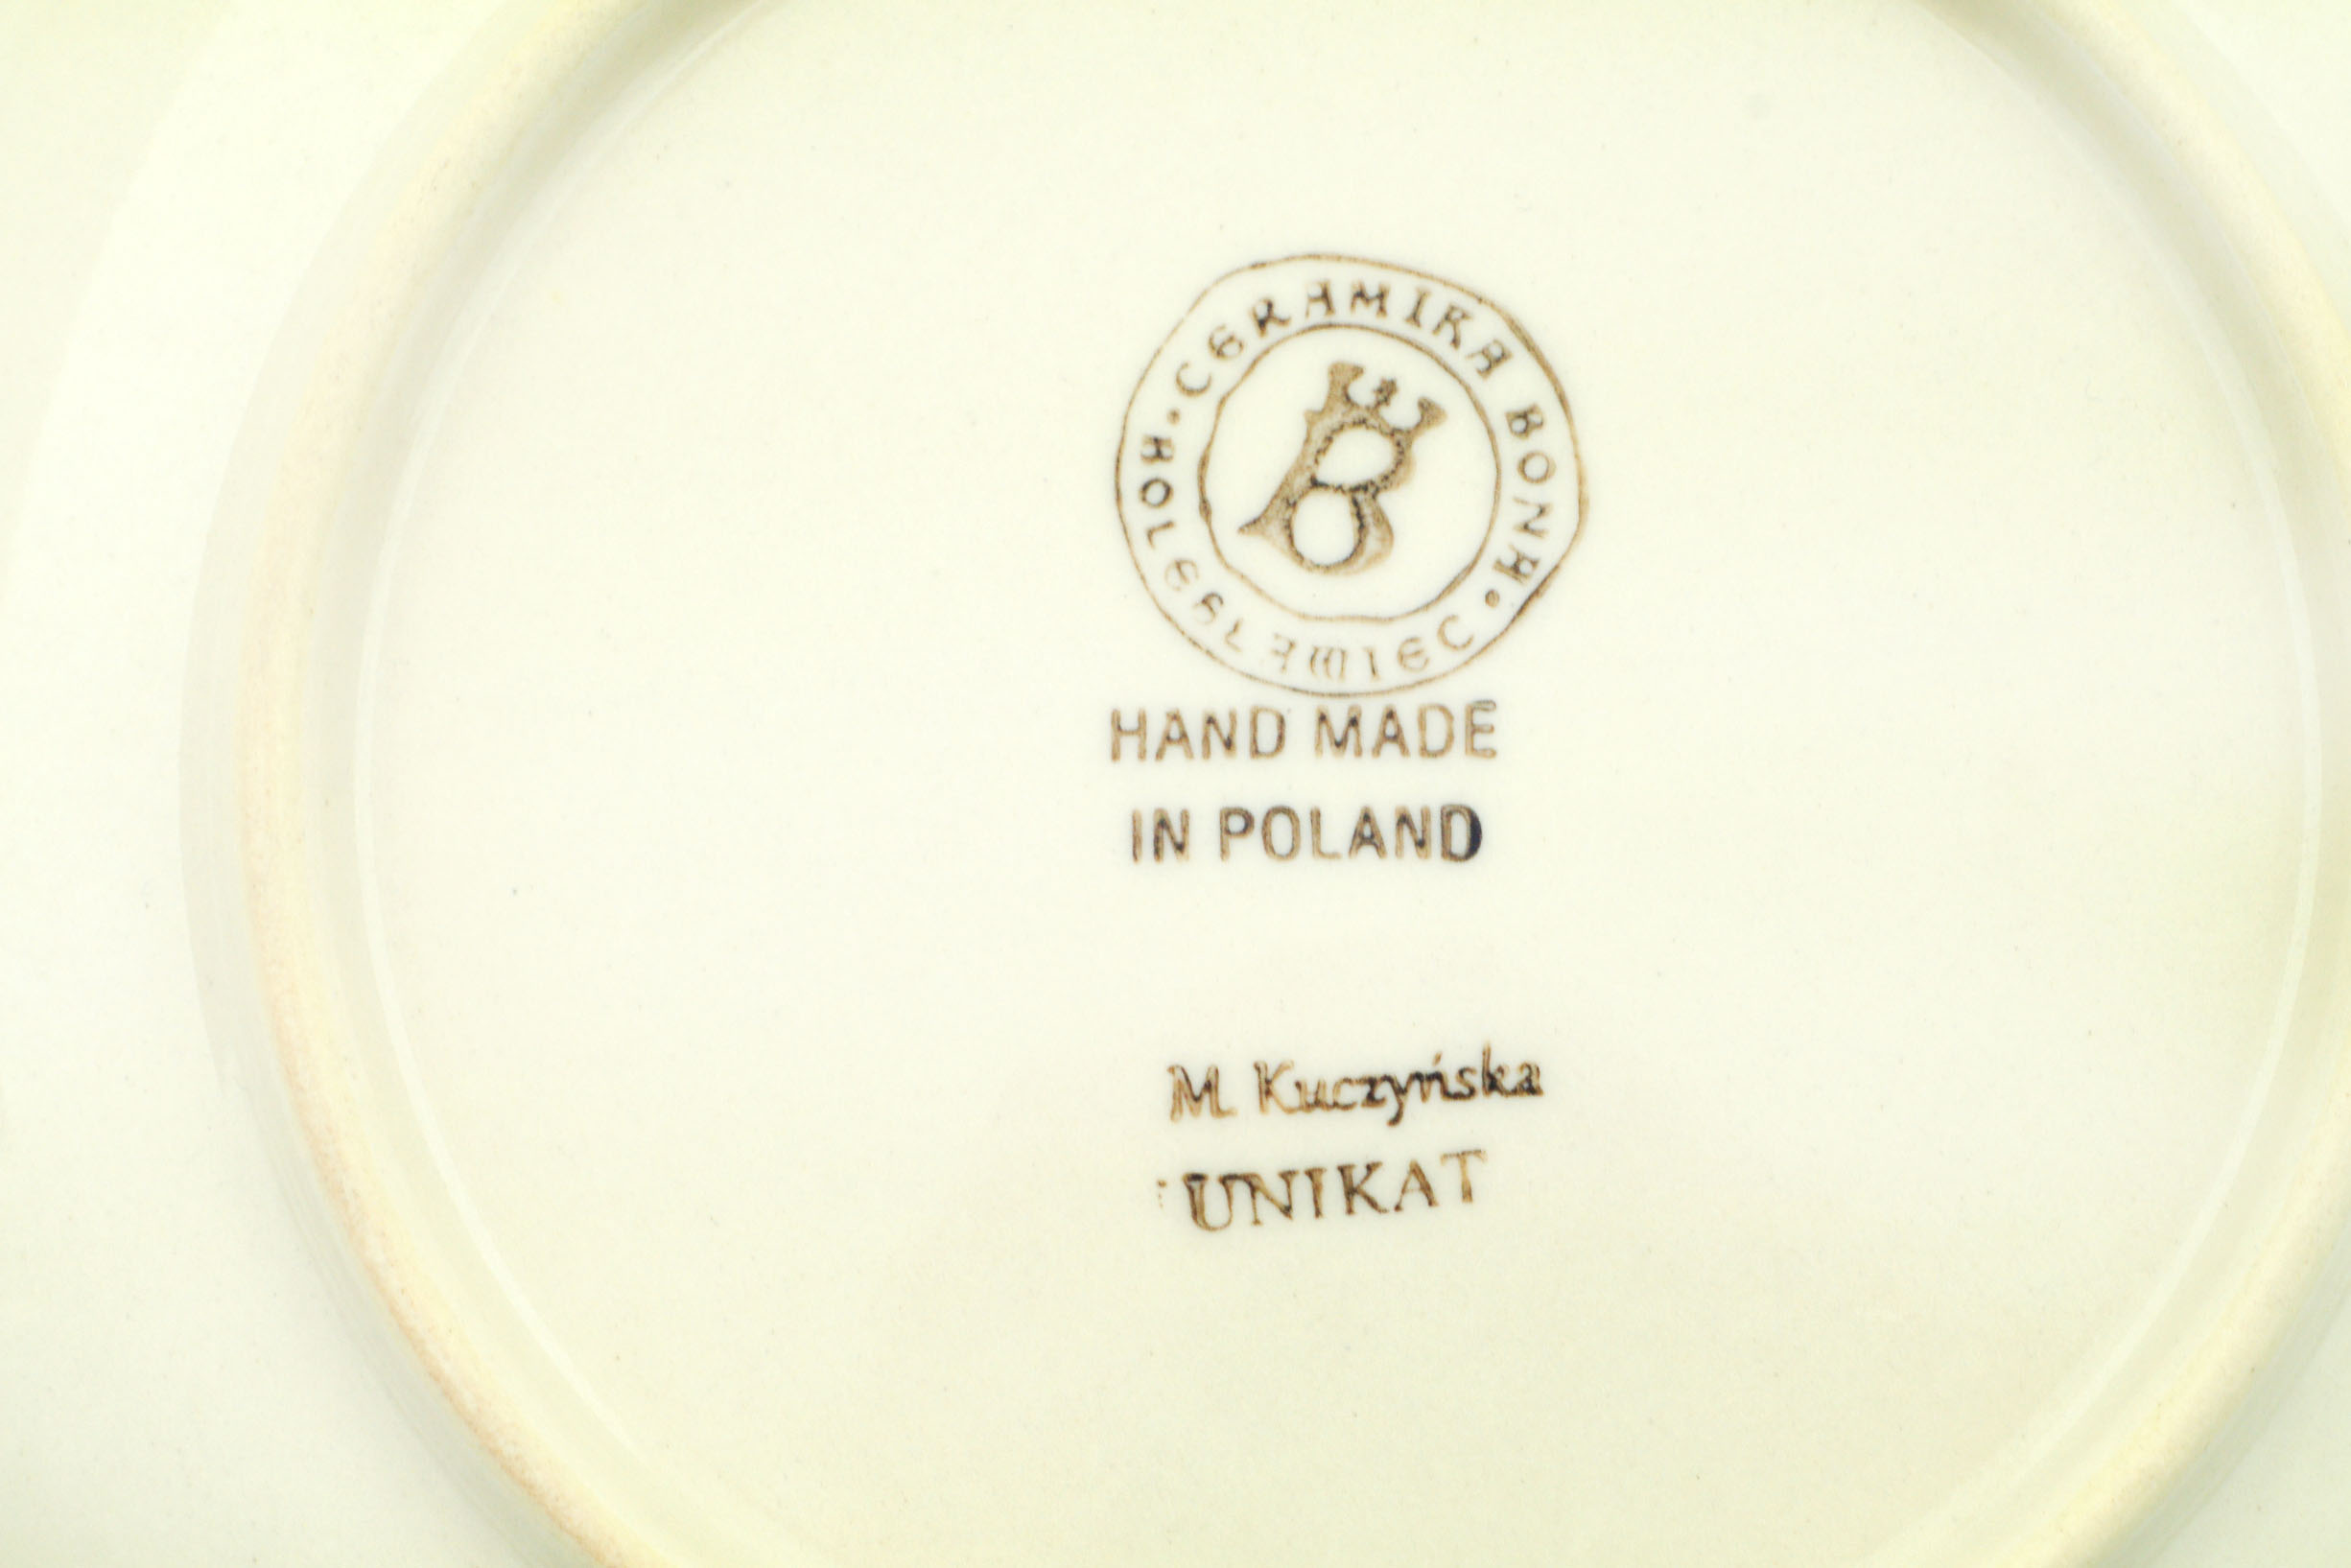 CERAMIKA BONA
BOLESŁAWIEC
B
HAND MADE
IN POLAND
M. Kuczyńska
UNIKAT